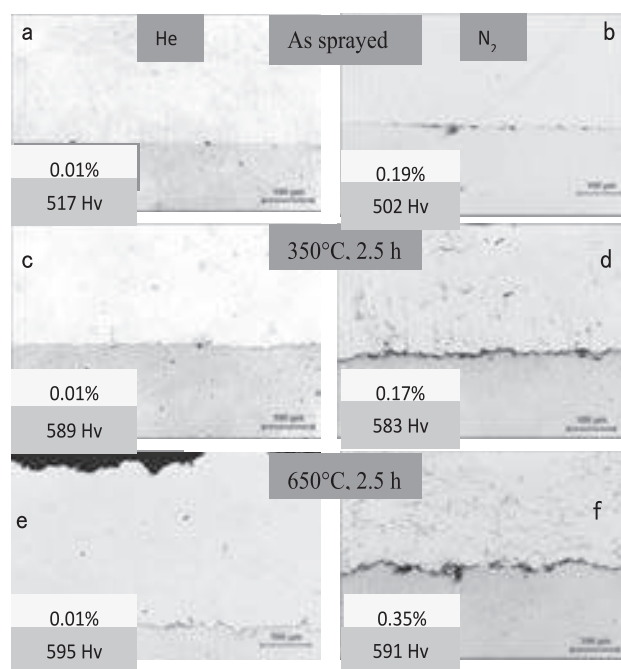 a He As sprayed N₂ b
0.01%
517 Hv
0.19%
502 Hv
c 350°C, 2.5 h d
0.01%
589 Hv
0.17%
583 Hv
650°C, 2.5 h
e f
0.01%
595 Hv
0.35%
591 Hv